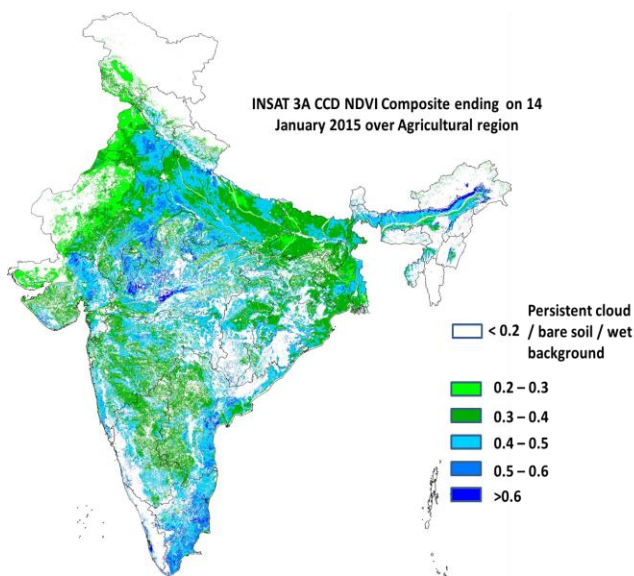 INSAT 3A CCD NDVI Composite ending on 14
January 2015 over Agricultural region
< 0.2
Persistent cloud
/ bare soil / wet
background
0.2 – 0.3
0.3 – 0.4
0.4 – 0.5
0.5 – 0.6
>0.6